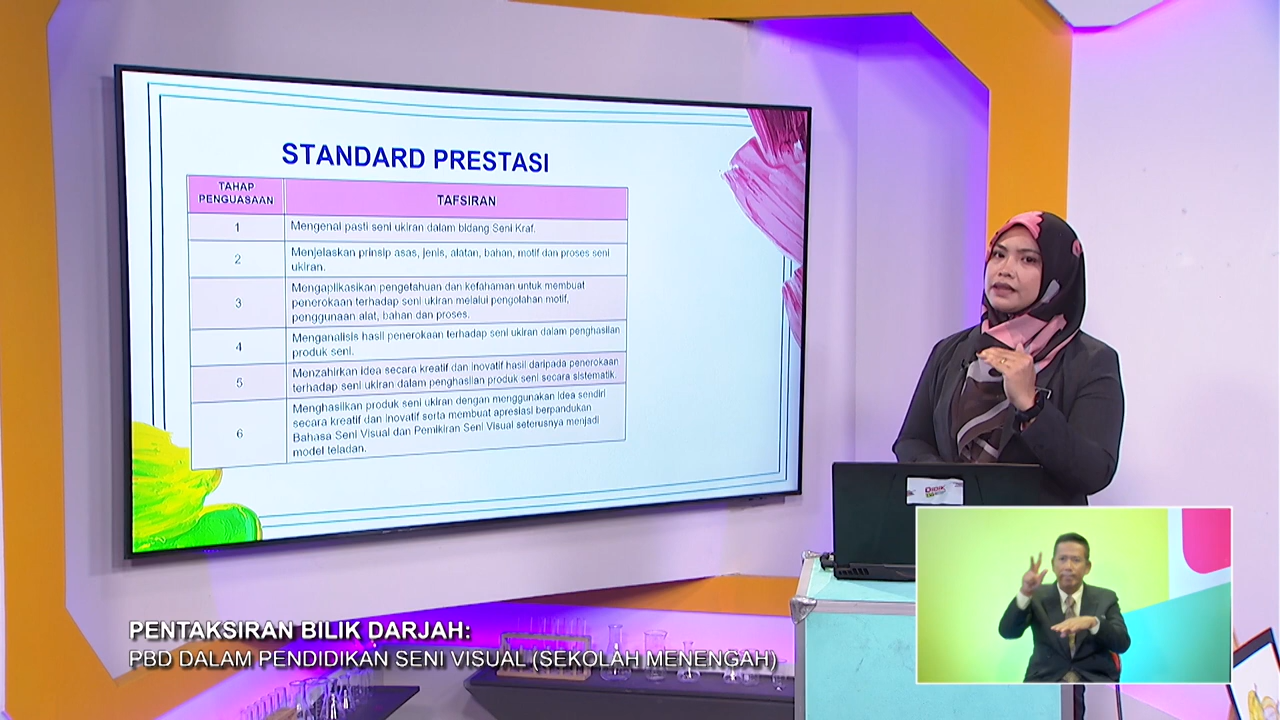 STANDARD PRESTASI
TAHAP
PENGUASAAN
TAFSIRAN
1
Mengenal pasti seni ukiran dalam bidang Seni Kraf.
2
Menjelaskan prinsip asas, jenis, alatan, bahan, motif dan proses seni
ukiran.
3
Mengaplikasikan pengetahuan dan kefahaman untuk membuat
penerokaan terhadap seni ukiran melalui pengolahan motif,
penggunaan alat, bahan dan proses.
4
Menganalisis hasil penerokaan terhadap seni ukiran dalam penghasilan
produk seni.
5
Menzahirkan idea secara kreatif dan inovatif hasil daripada penerokaan
terhadap seni ukiran dalam penghasilan produk seni secara sistematik.
6
Menghasilkan produk seni ukiran dengan menggunakan idea sendiri
secara kreatif dan inovatif serta membuat apresiasi berpandukan
Bahasa Seni Visual dan Pemikiran Seni Visual seterusnya menjadi
model teladan.
DIDIK
PENTAKSIRAN BILIK DARJAH:
PBD DALAM PENDIDIKAN SENI VISUAL (SEKOLAH MENENGAH)